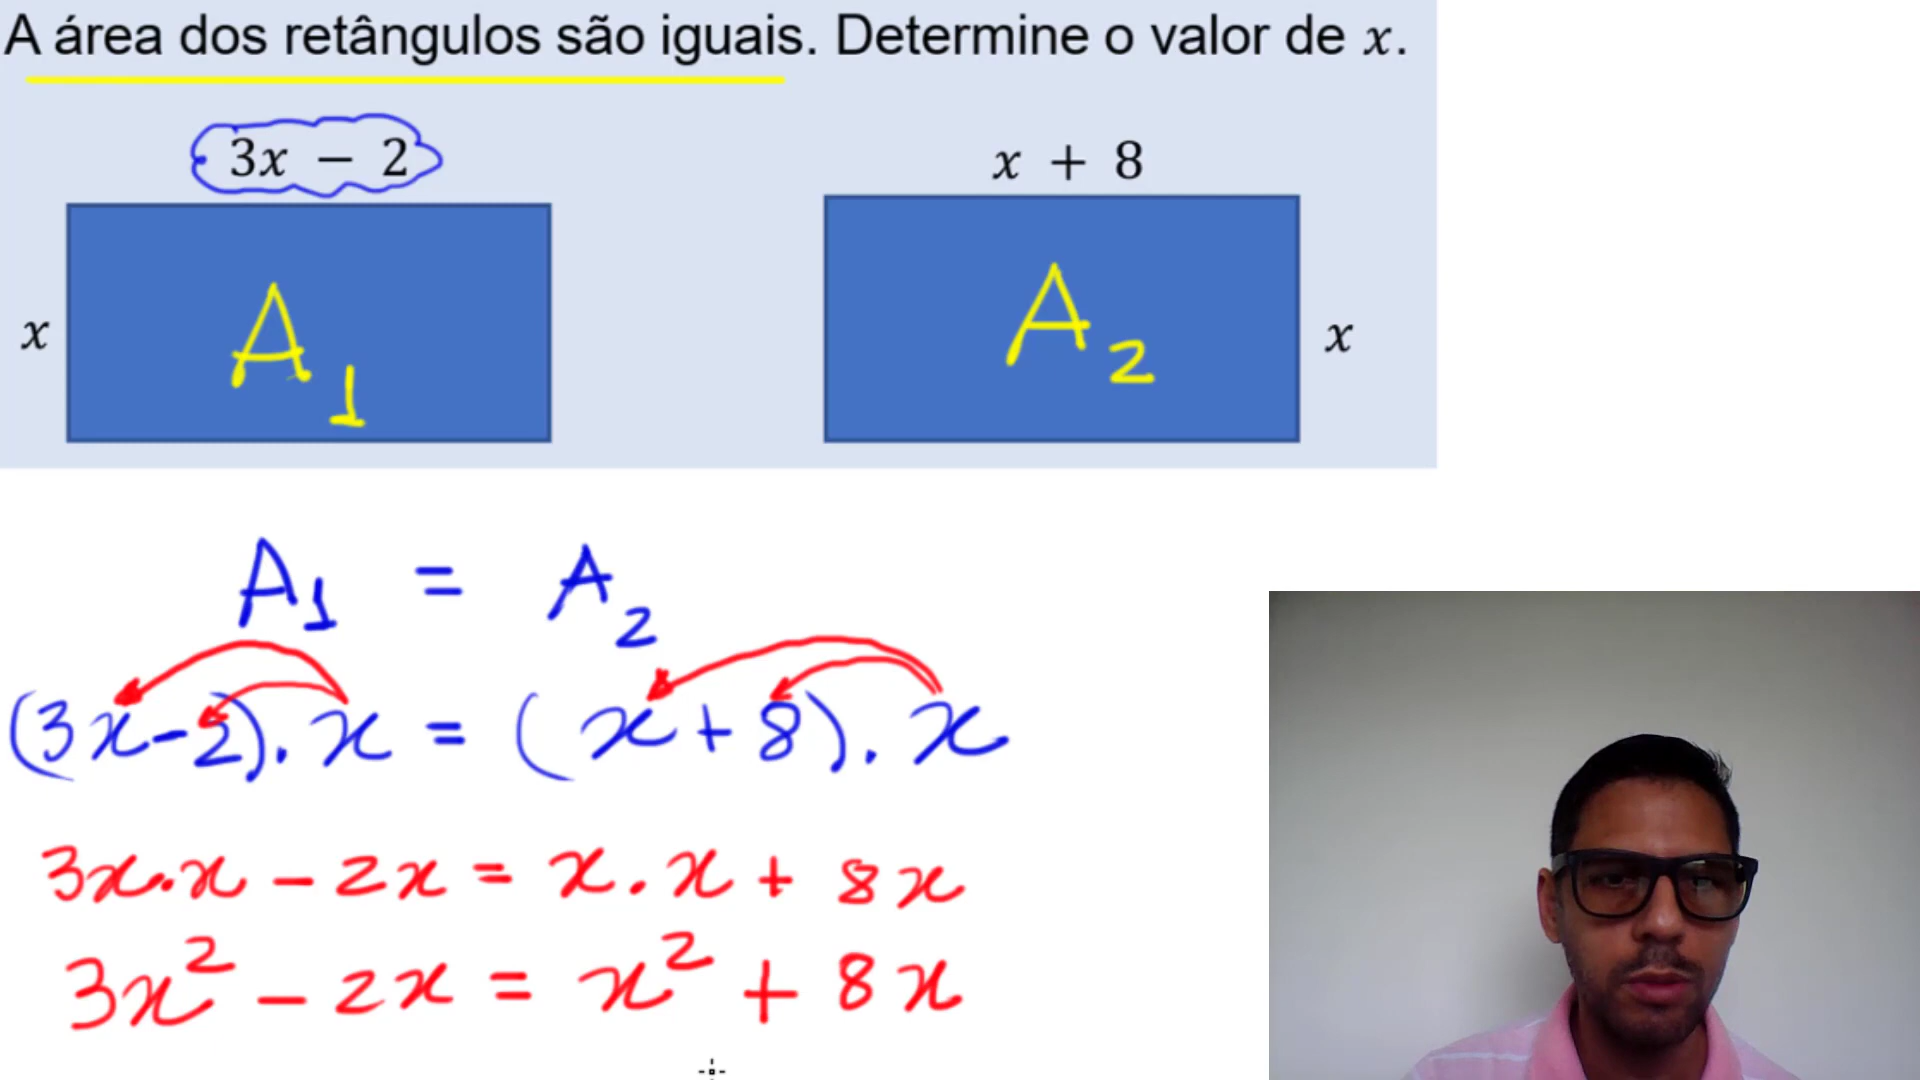 A área dos retângulos são iguais. Determine o valor de x.
3x − 2
x + 8
x
A₁
A₂
x
A₁ = A₂
(3x-2).x = (x+8).x
3x.x - 2x = x.x + 8x
3x² - 2x = x² + 8x